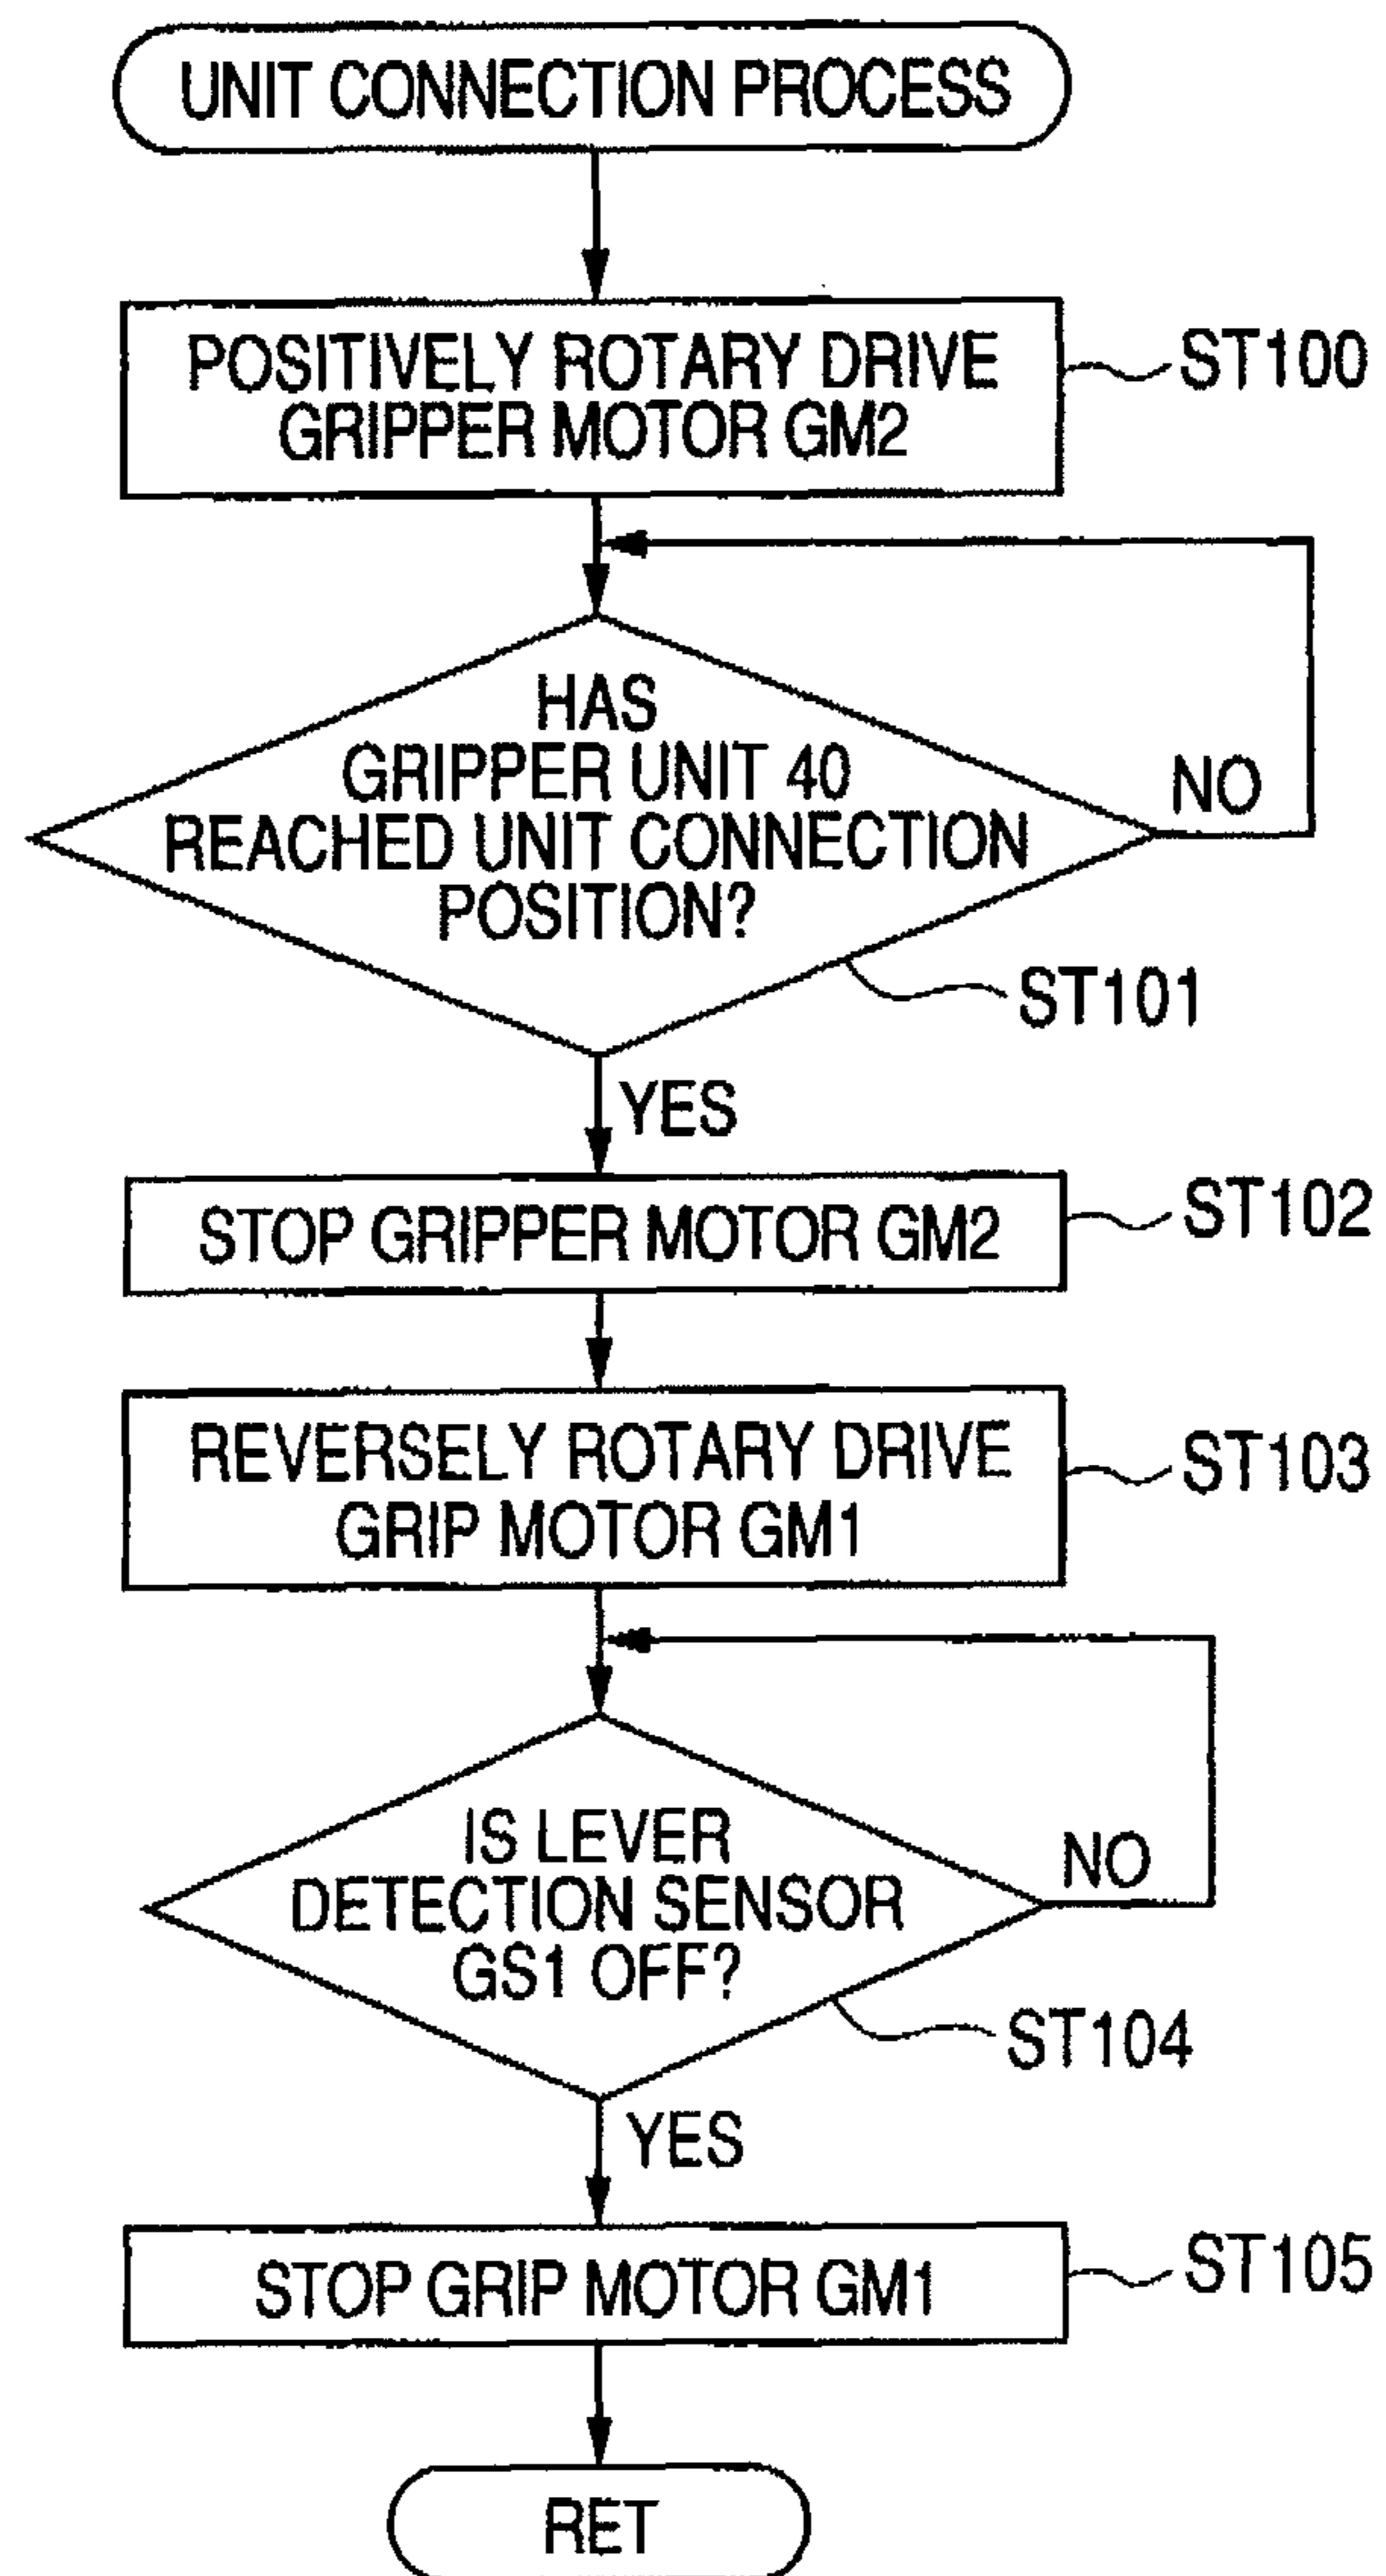 UNIT CONNECTION PROCESS
POSITIVELY ROTARY DRIVE
GRIPPER MOTOR GM2
ST100
HAS
GRIPPER UNIT 40
REACHED UNIT CONNECTION
POSITION?
NO
ST101
YES
STOP GRIPPER MOTOR GM2
ST102
REVERSELY ROTARY DRIVE
GRIP MOTOR GM1
ST103
IS LEVER
DETECTION SENSOR
GS1 OFF?
NO
ST104
YES
STOP GRIP MOTOR GM1
ST105
RET